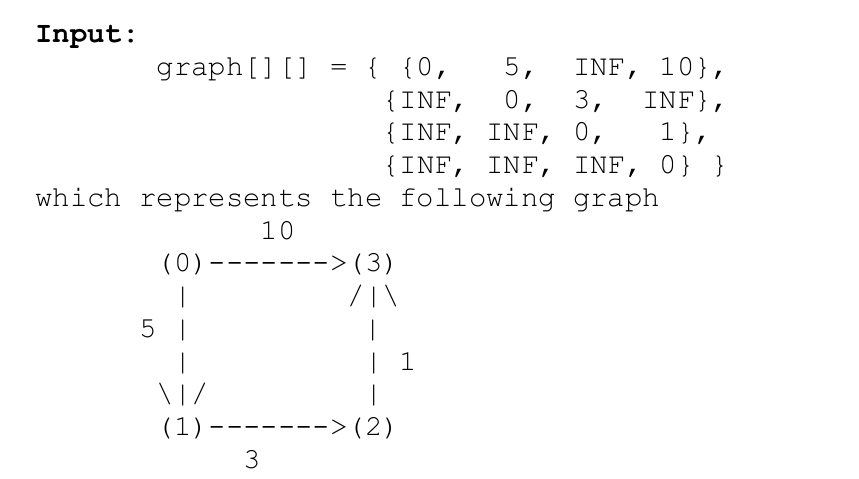 Input:
graph[][] = { {0, 5, INF, 10},
{INF, 0, 3, INF},
{INF, INF, 0, 1},
{INF, INF, INF, 0} }
which represents the following graph
10
(0)------->(3)
| /|\
5 | |
| | 1
\|/ |
(1)------->(2)
3